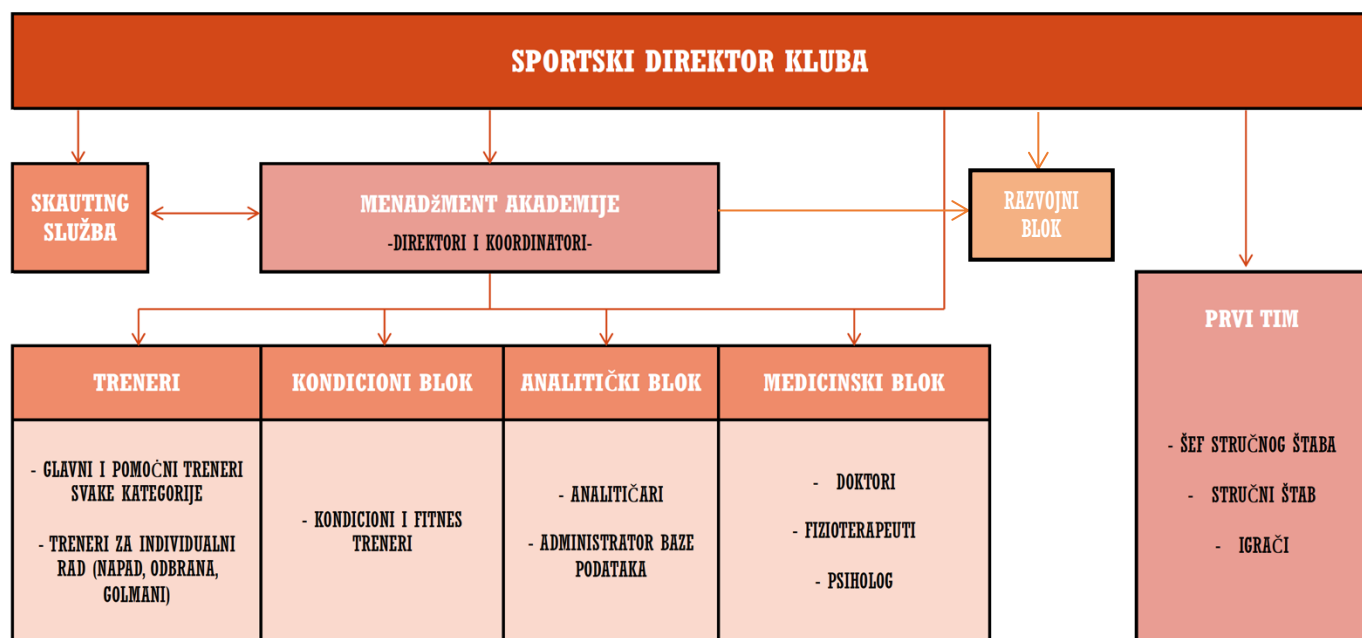 SPORTSKI DIREKTOR KLUBA
SKAUTING
SLUŽBA
MENADžMENT AKADEMIJE
-DIREKTORI I KOORDINATORI-
RAZVOJNI
BLOK
PRVI TIM
- ŠEF STRUČNOG ŠTABA
- STRUČNI ŠTAB
- IGRAČI
TRENERI
- GLAVNI I POMOĆNI TRENERI
SVAKE KATEGORIJE
- TRENERI ZA INDIVIDUALNI
RAD (NAPAD, ODBRANA,
GOLMANI)
KONDICIONI BLOK
- KONDICIONI I FITNES
TRENERI
ANALITIČKI BLOK
- ANALITIČARI
- ADMINISTRATOR BAZE
PODATAKA
MEDICINSKI BLOK
- DOKTORI
- FIZIOTERAPEUTI
- PSIHOLOG